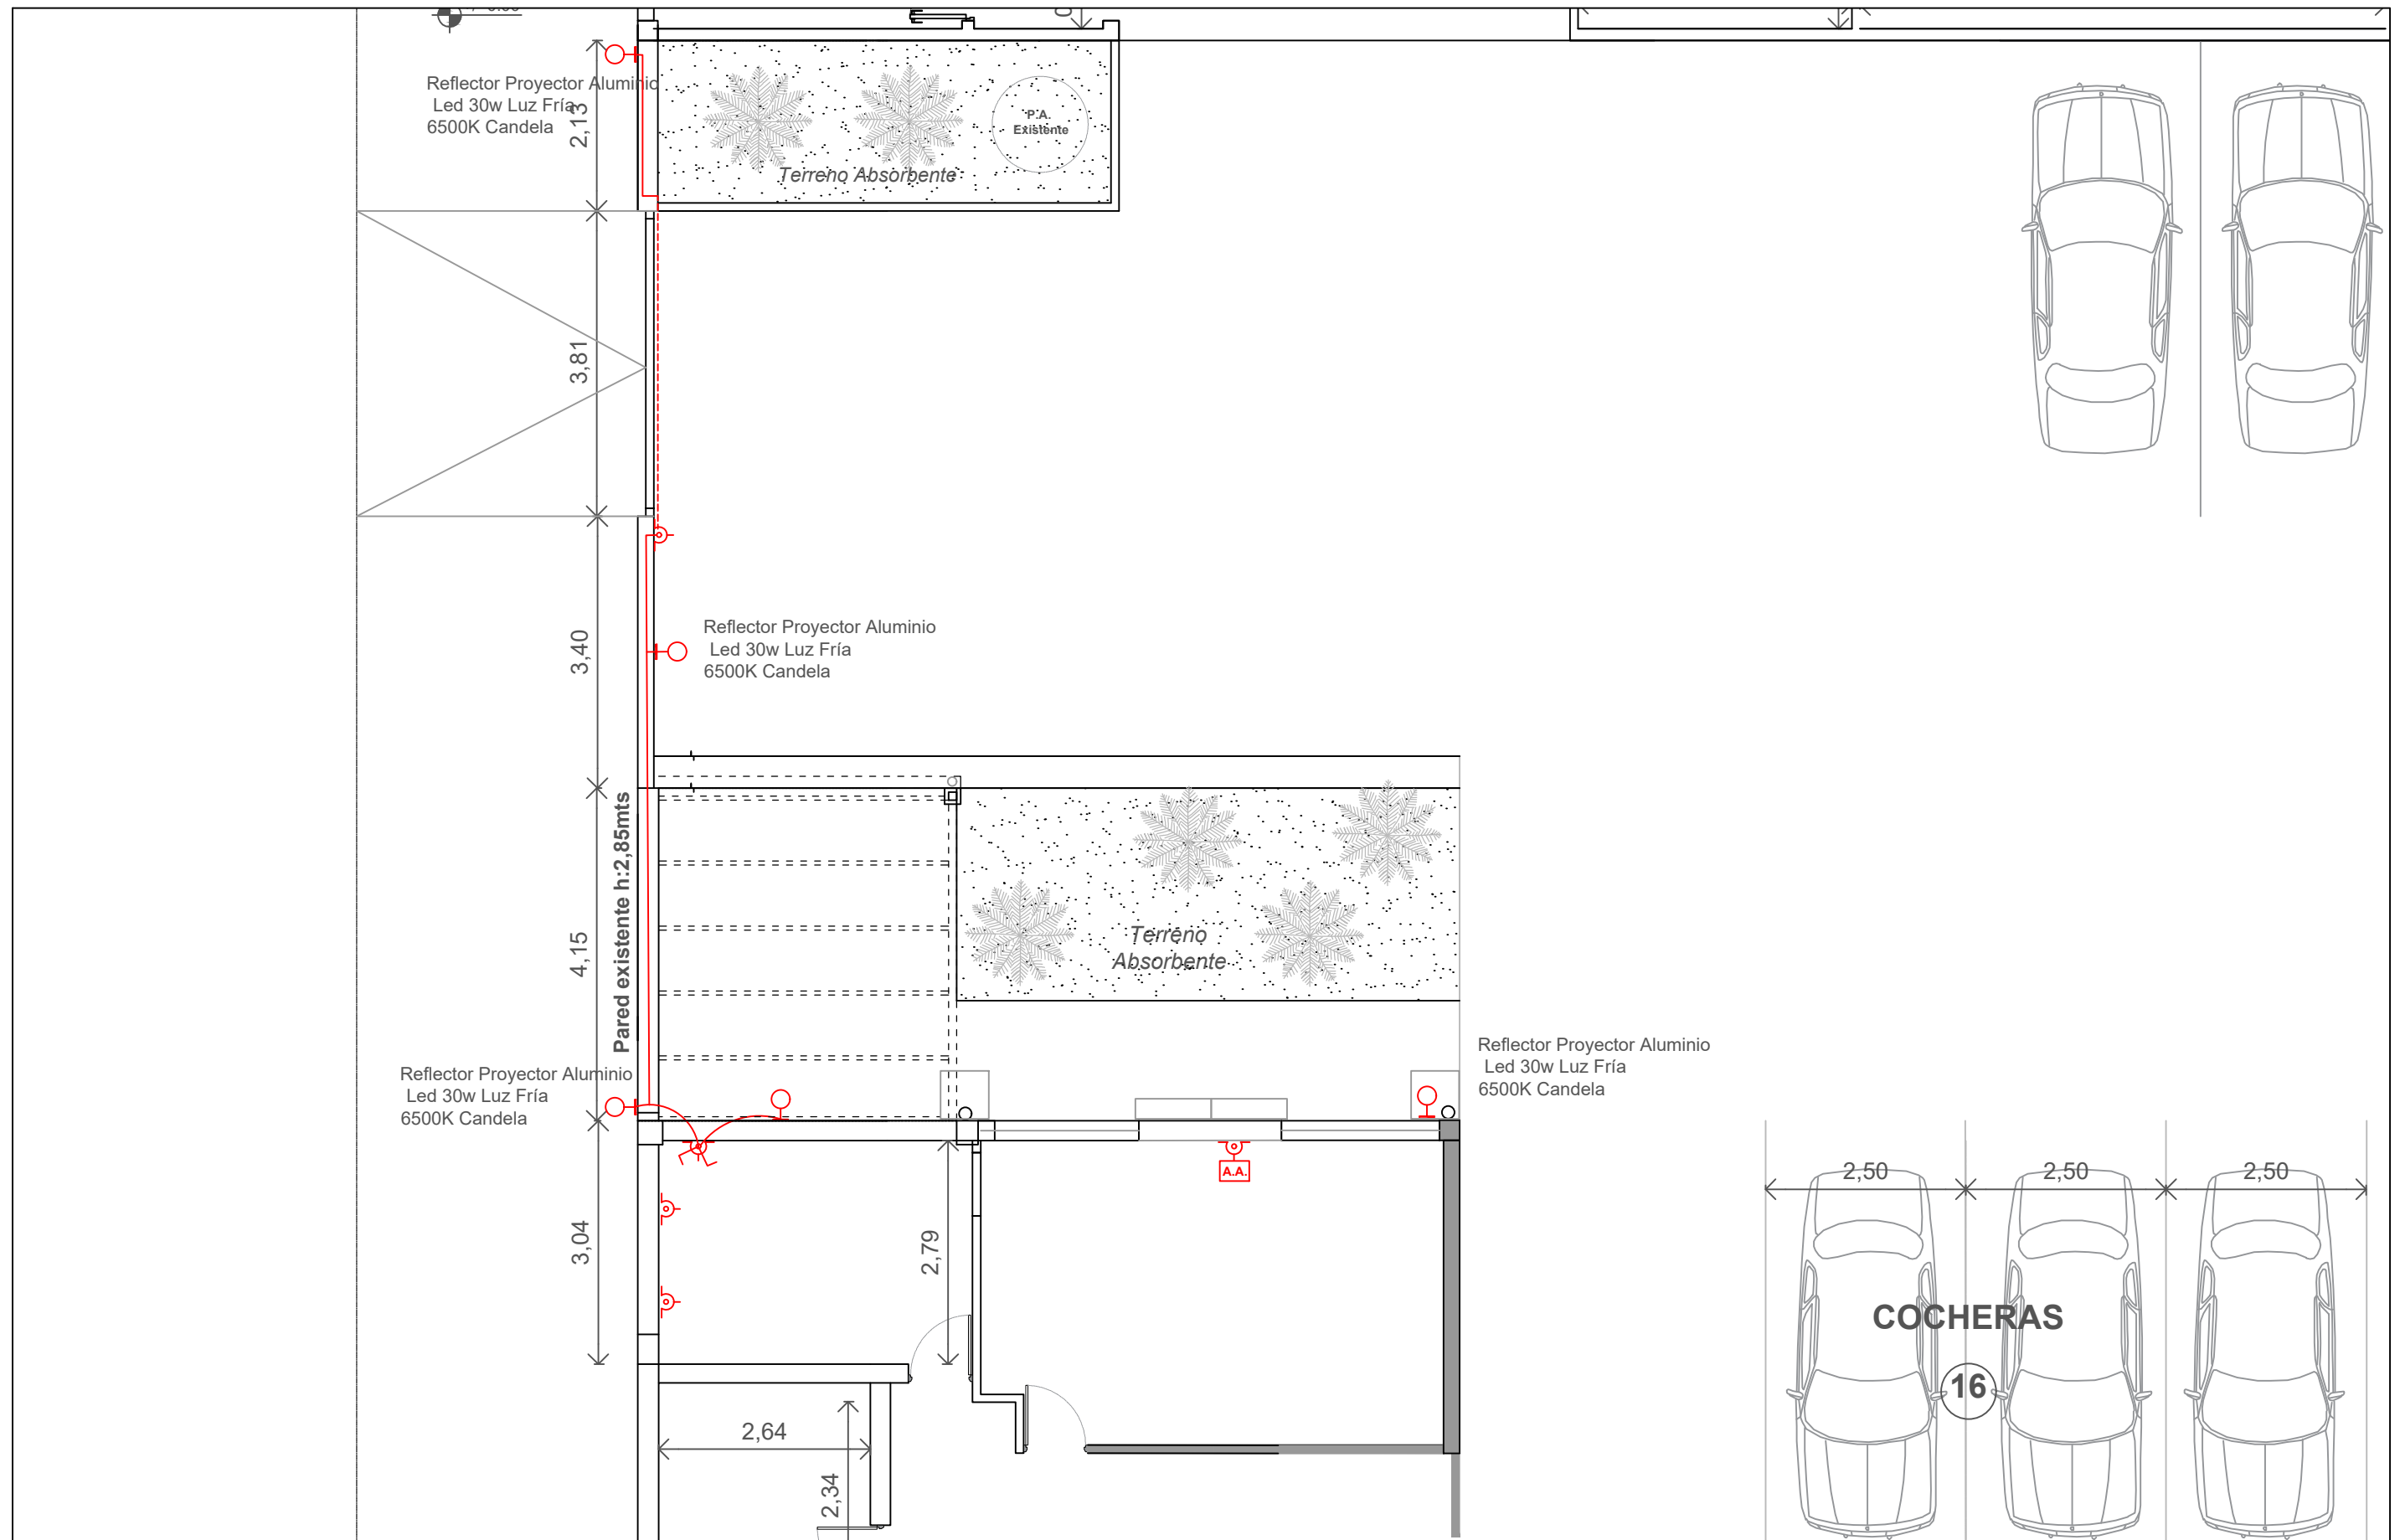 Reflector Proyector Aluminio
Led 30w Luz Fría
6500K Candela
2,13
P.A.
Existente
Terreno Absorbente
3,81
Reflector Proyector Aluminio
Led 30w Luz Fría
6500K Candela
3,40
Pared existente h:2,85mts
4,15
Terreno
Absorbente
Reflector Proyector Aluminio
Led 30w Luz Fría
6500K Candela
Reflector Proyector Aluminio
Led 30w Luz Fría
6500K Candela
A.A.
2,50
2,50
2,50
3,04
2,79
COCHERAS
16
2,64
2,34